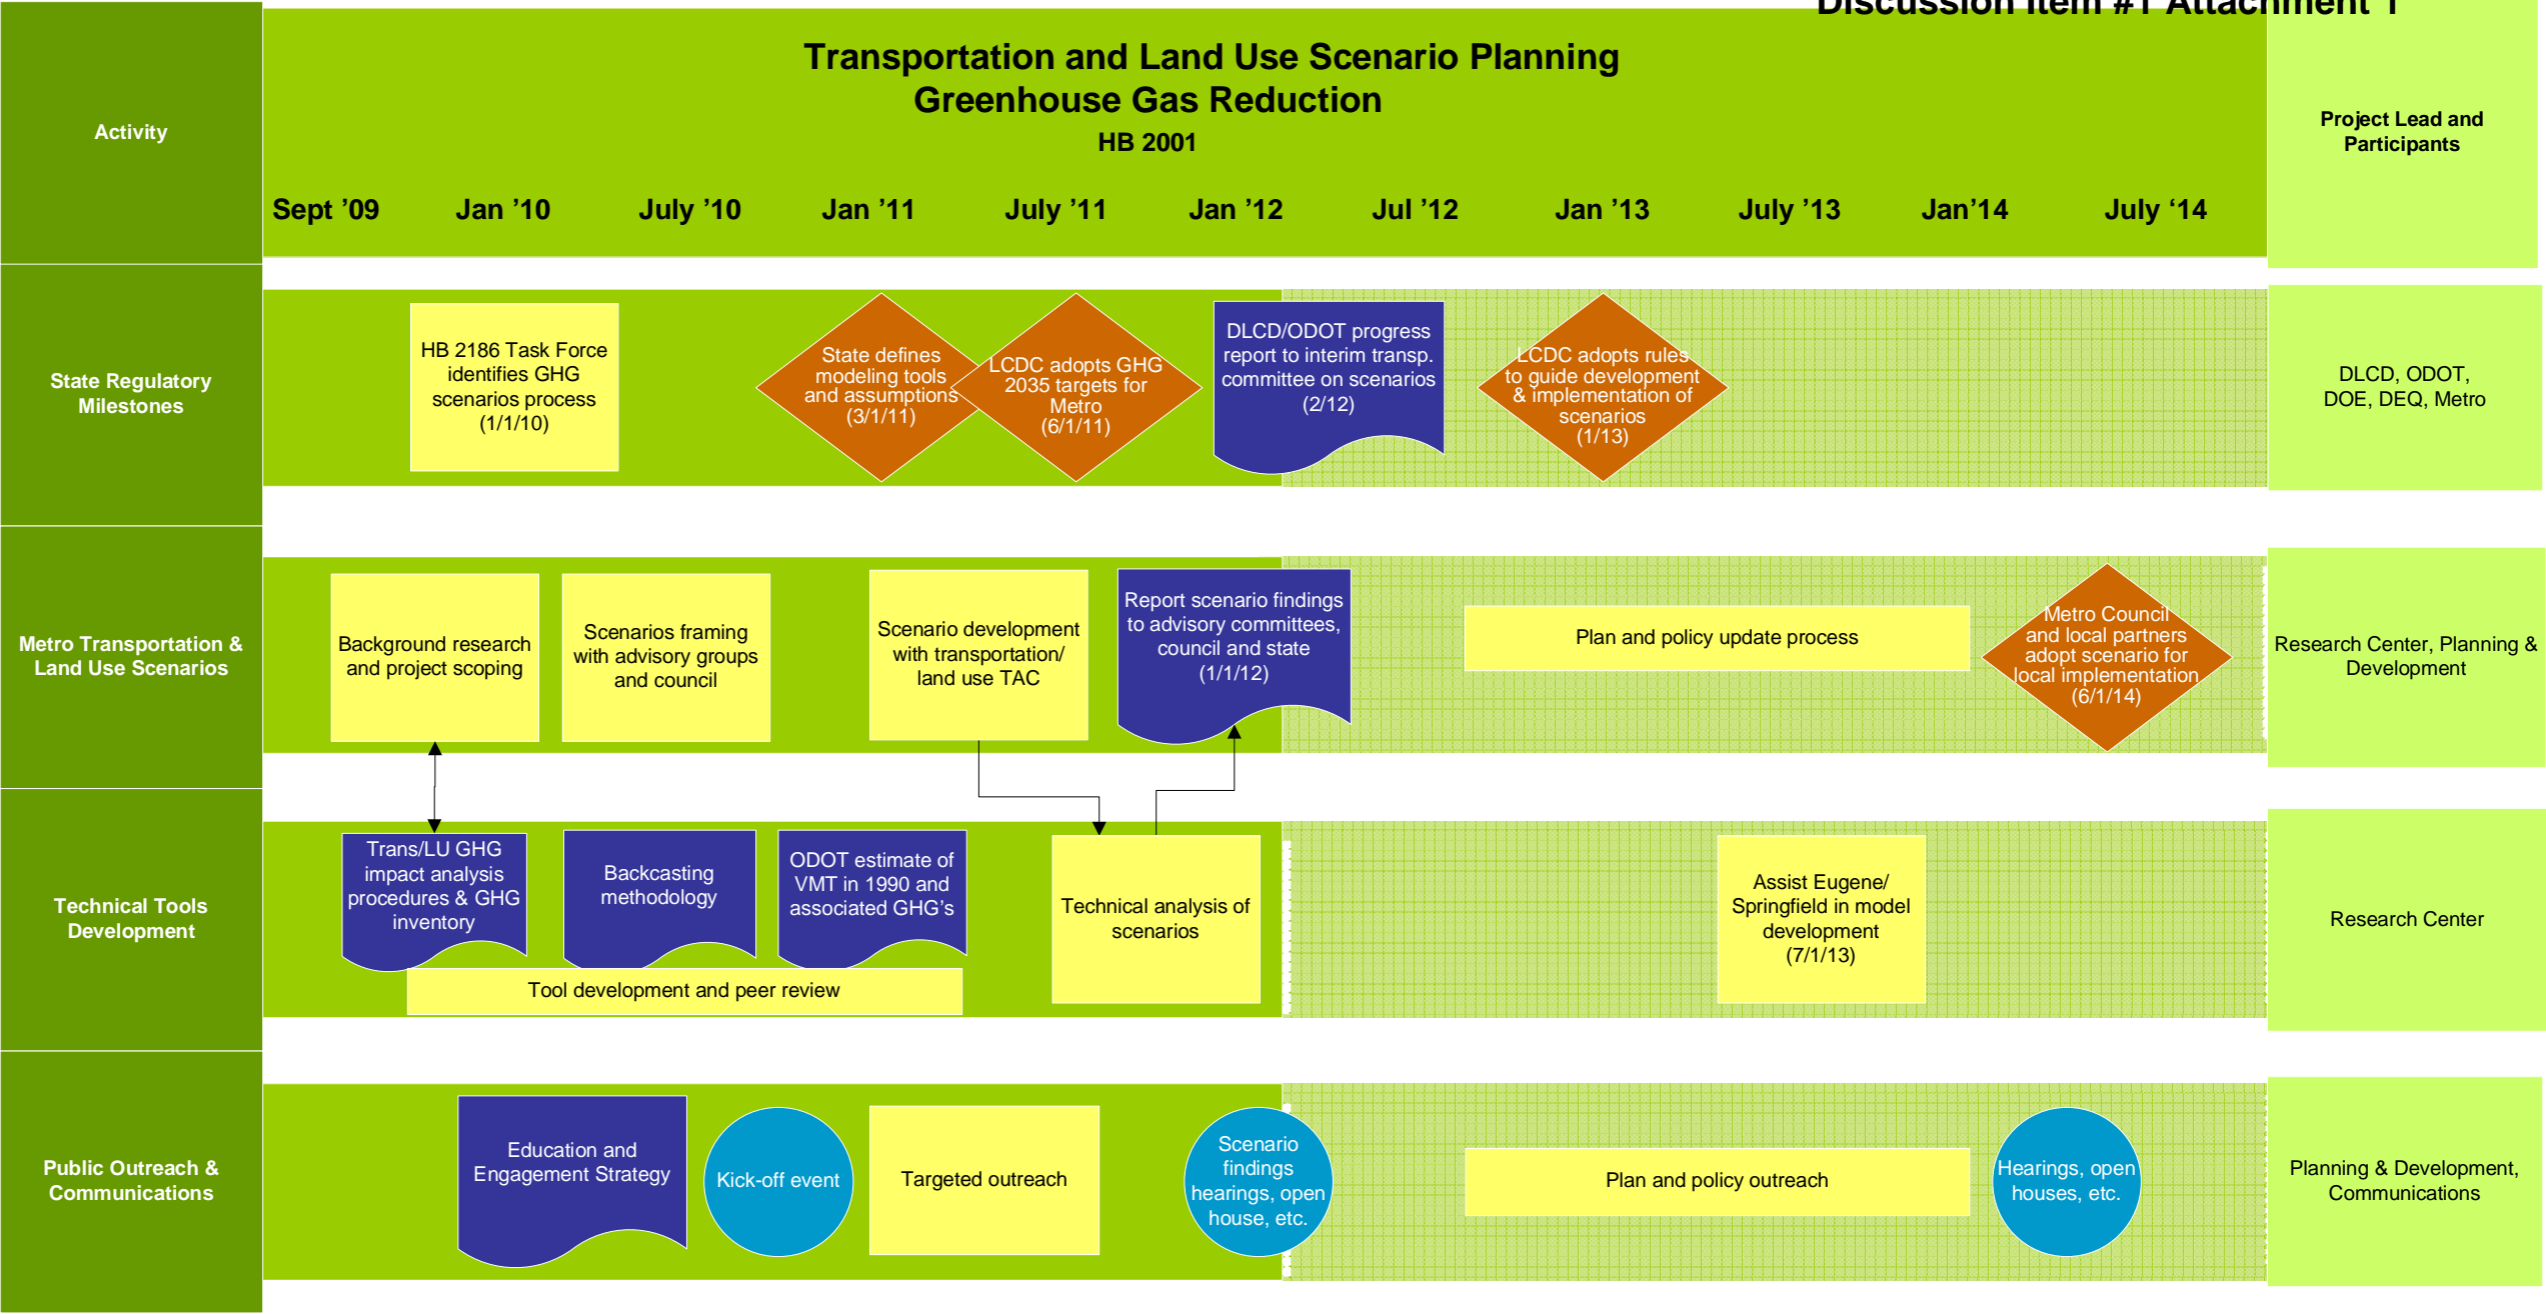 Discussion Item #1 Attachment 1
Transportation and Land Use Scenario Planning
Greenhouse Gas Reduction
HB 2001
Activity
Project Lead and
Participants
Sept ’09 Jan ’10 July ’10 Jan ’11 July ’11 Jan ’12 Jul ’12 Jan ’13 July ’13 Jan’14 July ‘14
State Regulatory
Milestones
HB 2186 Task Force
identifies GHG
scenarios process
(1/1/10)
State defines
modeling tools
and assumptions
(3/1/11)
LCDC adopts GHG
2035 targets for
Metro
(6/1/11)
DLCD/ODOT progress
report to interim transp.
committee on scenarios
(2/12)
LCDC adopts rules
to guide development
& implementation of
scenarios
(1/13)
DLCD, ODOT,
DOE, DEQ, Metro
Metro Transportation &
Land Use Scenarios
Background research
and project scoping
Scenarios framing
with advisory groups
and council
Scenario development
with transportation/
land use TAC
Report scenario findings
to advisory committees,
council and state
(1/1/12)
Plan and policy update process
Metro Council
and local partners
adopt scenario for
local implementation
(6/1/14)
Research Center, Planning &
Development
Technical Tools
Development
Trans/LU GHG
impact analysis
procedures & GHG
inventory
Backcasting
methodology
ODOT estimate of
VMT in 1990 and
associated GHG’s
Tool development and peer review
Technical analysis of
scenarios
Assist Eugene/
Springfield in model
development
(7/1/13)
Research Center
Public Outreach &
Communications
Education and
Engagement Strategy
Kick-off event
Targeted outreach
Scenario
findings
hearings, open
house, etc.
Plan and policy outreach
Hearings, open
houses, etc.
Planning & Development,
Communications